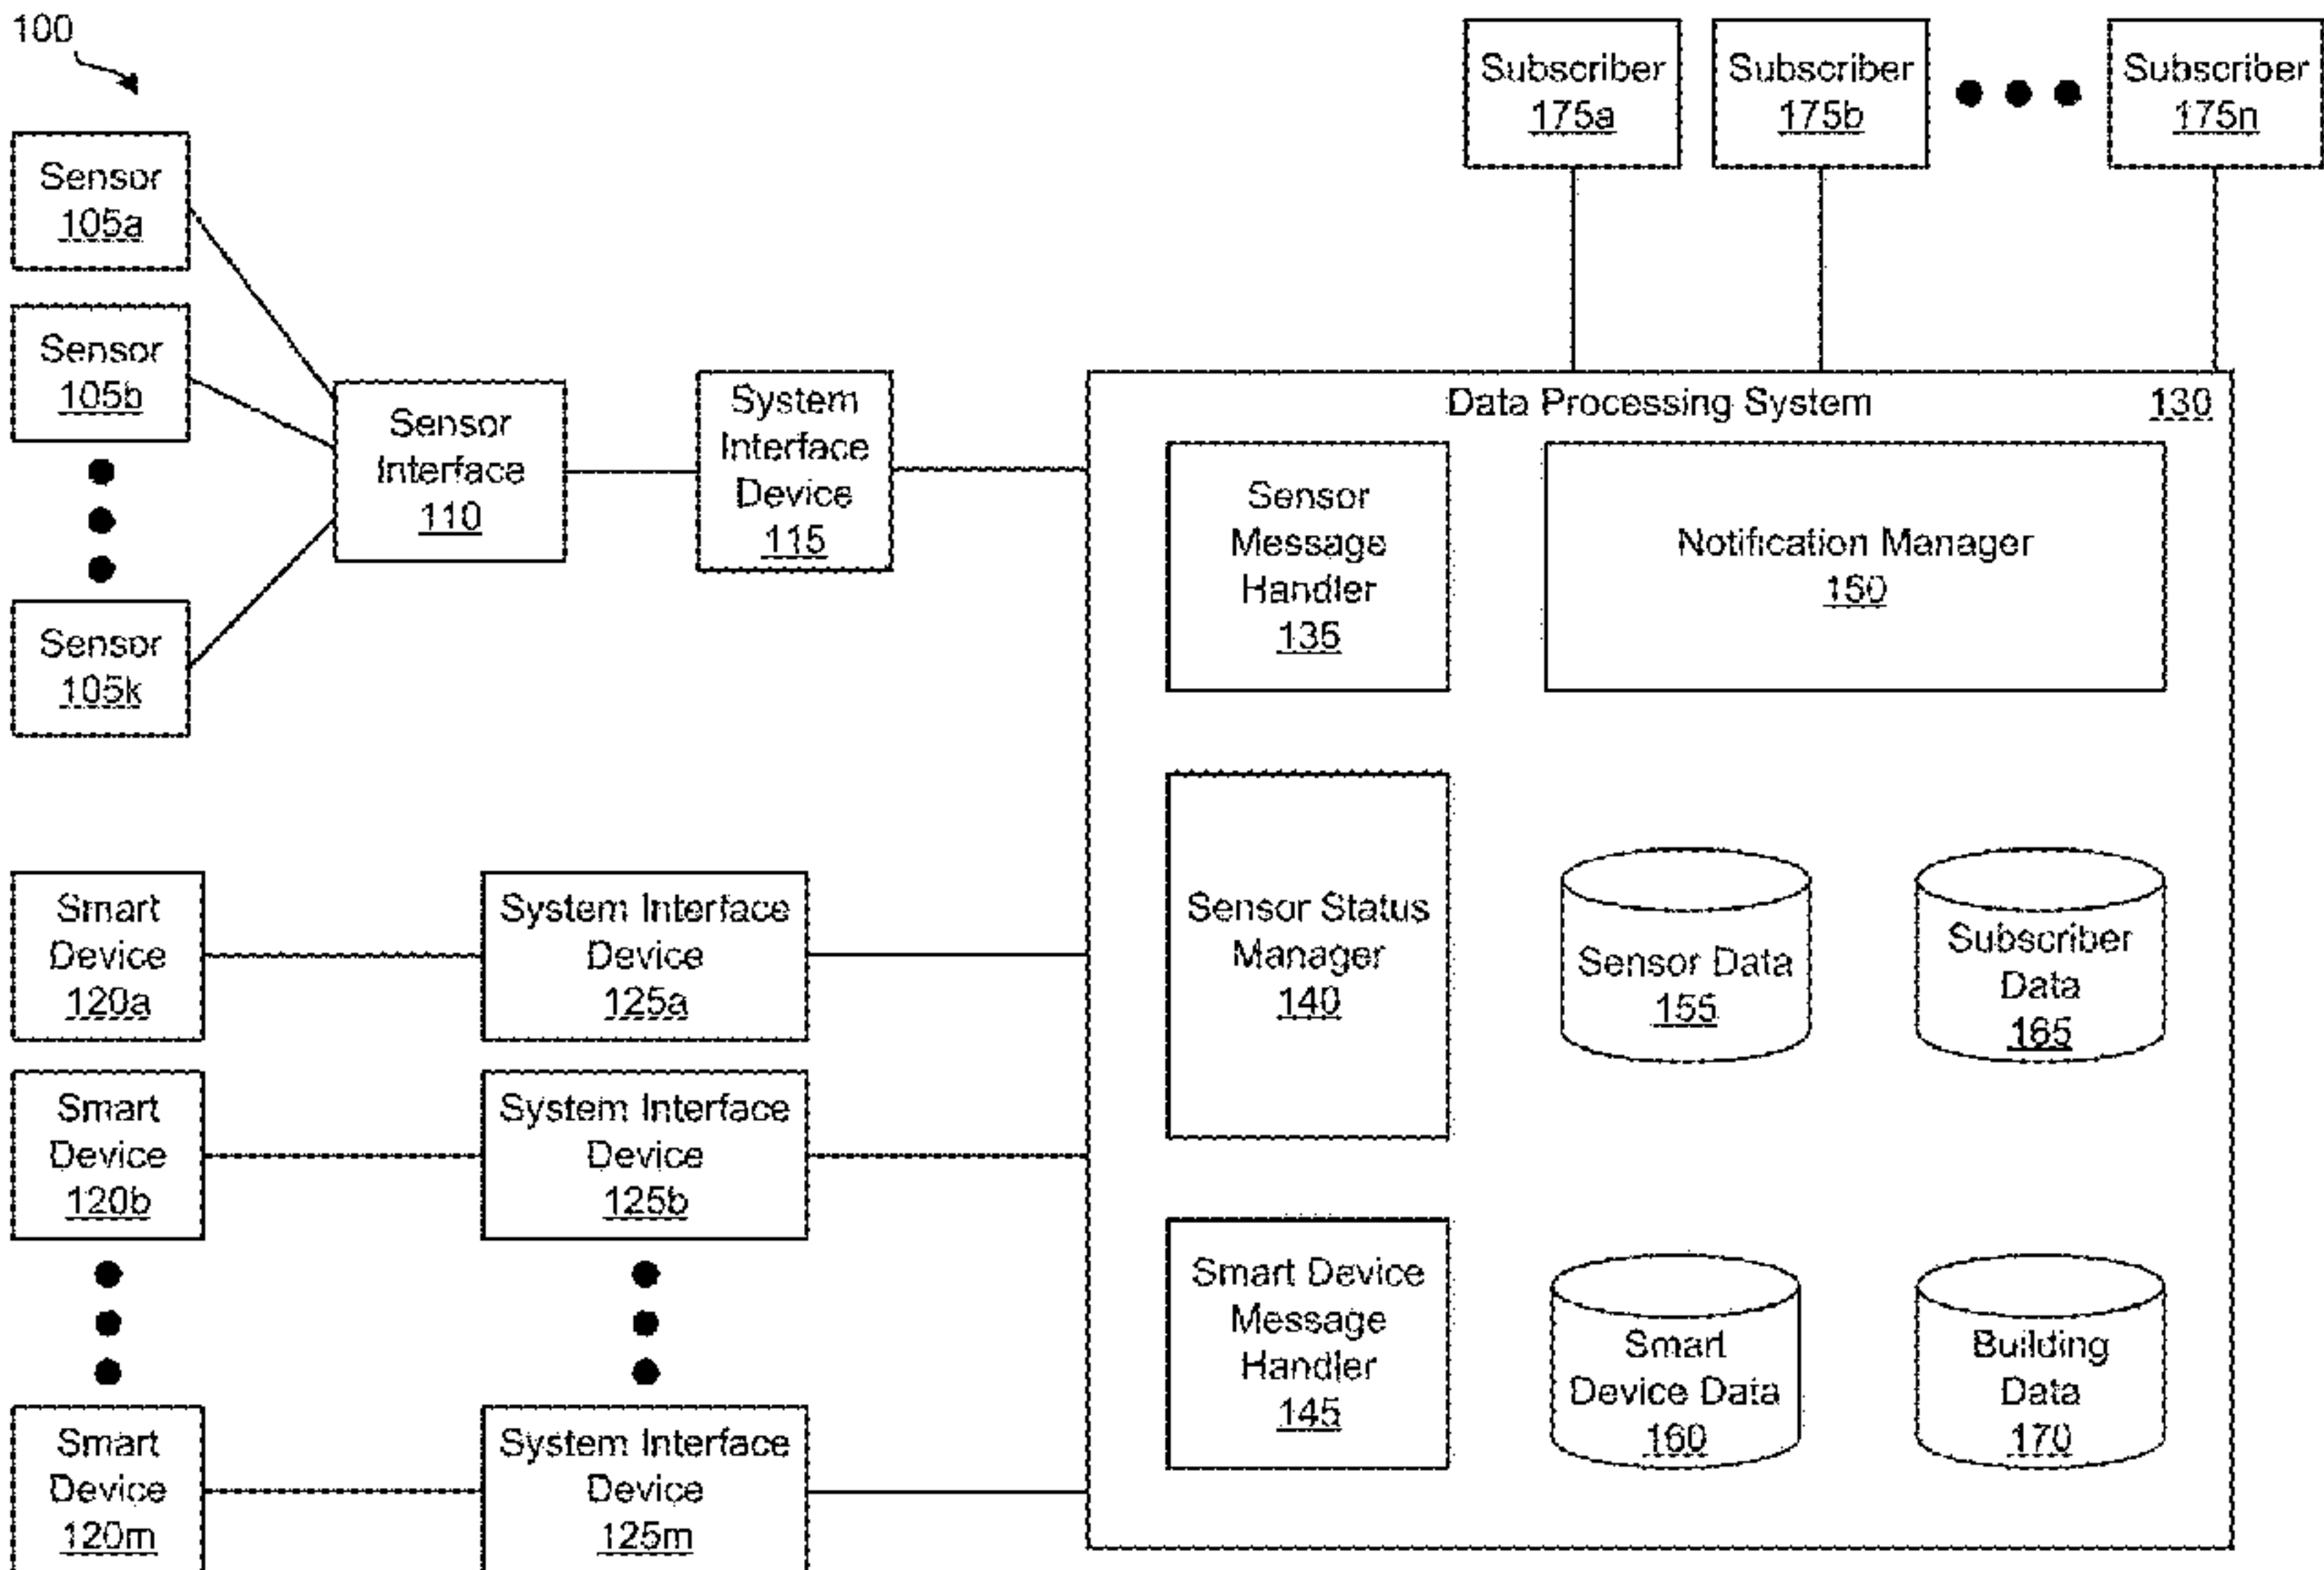 100
Subscriber
175a
Subscriber
175b
Subscriber
175n
Sensor
105a
Sensor
105b
Sensor
105k
Sensor
Interface
110
System
Interface
Device
115
Data Processing System
130
Sensor
Message
Handler
135
Notification Manager
150
Sensor Status
Manager
140
Sensor Data
155
Subscriber
Data
165
Smart
Device
120a
System Interface
Device
125a
Smart
Device
120b
System Interface
Device
125b
Smart
Device
120m
System Interface
Device
125m
Smart Device
Message
Handler
145
Smart
Device Data
160
Building
Data
170